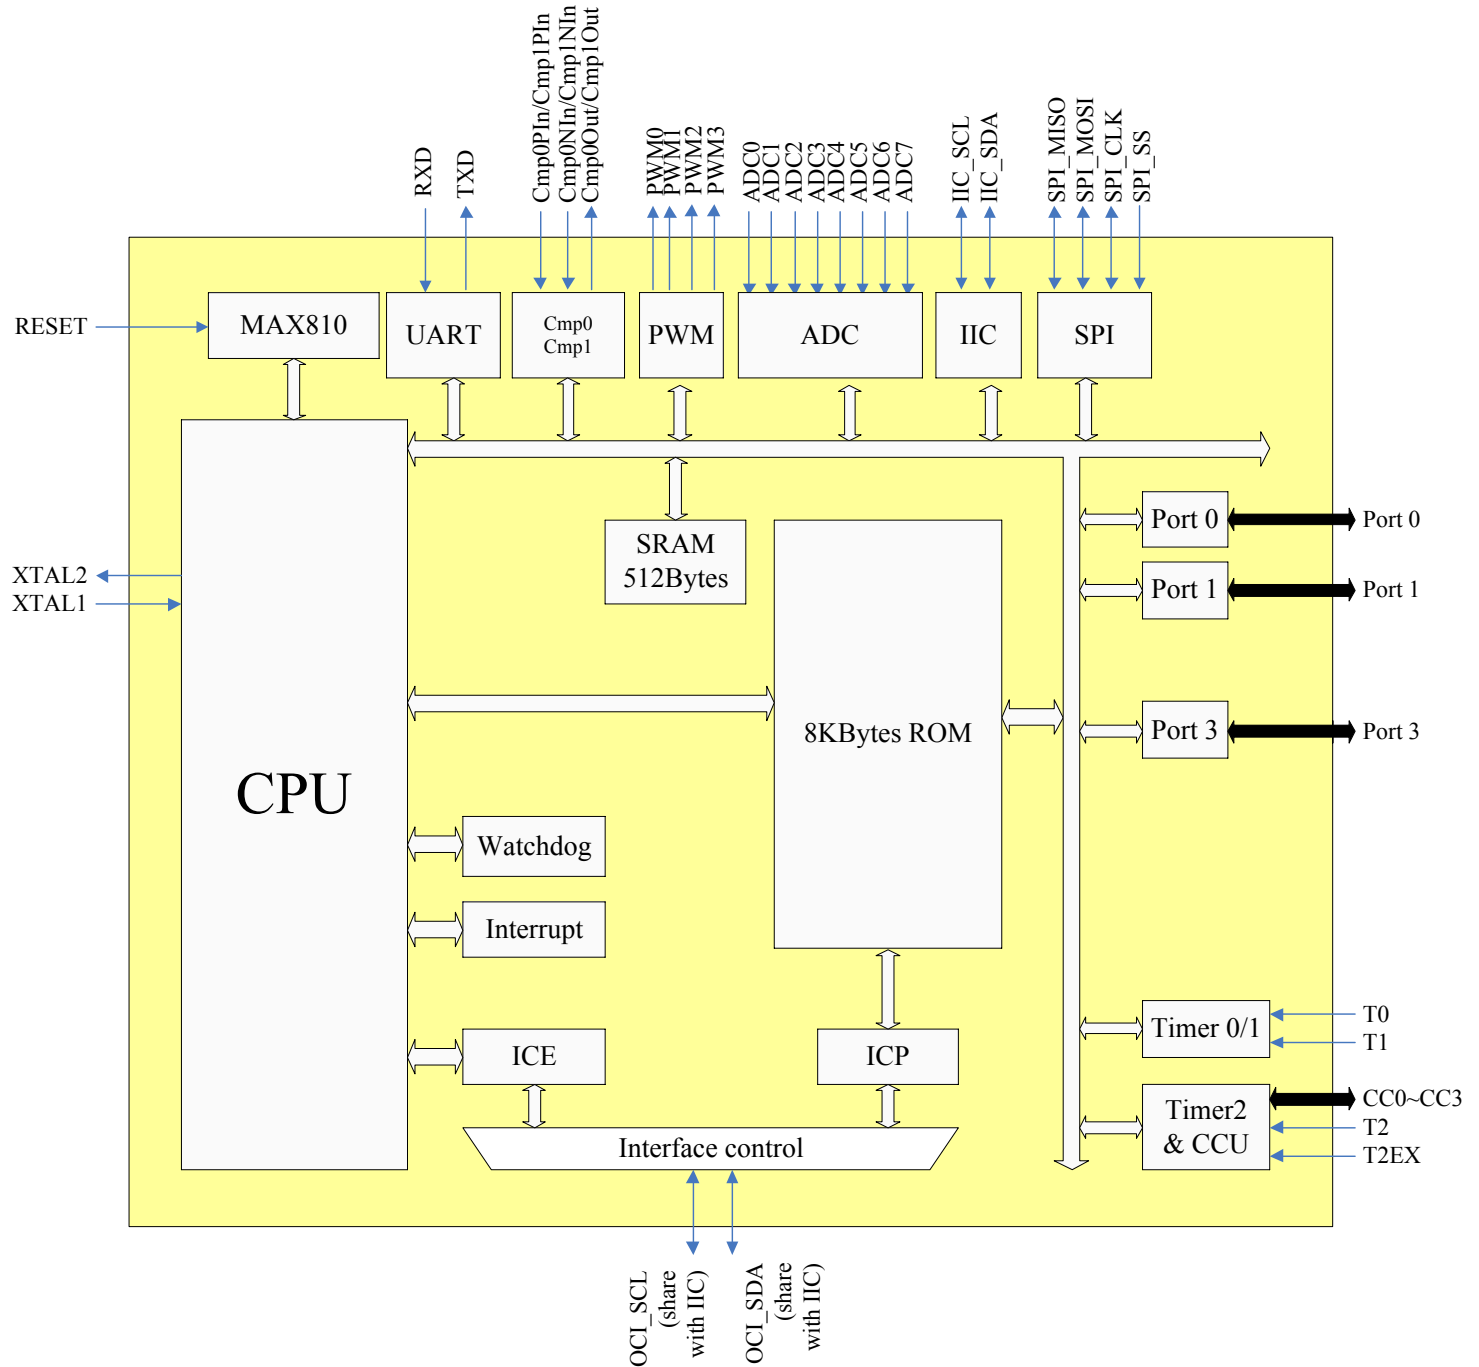 RXD
TXD
Cmp0PIn/Cmp1PIn
Cmp0NIn/Cmp1NIn
Cmp0Out/Cmp1Out
PWM0
PWM1
PWM2
PWM3
ADC0
ADC1
ADC2
ADC3
ADC4
ADC5
ADC6
ADC7
IIC_SCL
IIC_SDA
SPI_MISO
SPI_MOSI
SPI_CLK
SPI_SS
RESET
MAX810
UART
Cmp0
Cmp1
PWM
ADC
IIC
SPI
Port 0
Port 0
SRAM
512Bytes
XTAL2
XTAL1
Port 1
Port 1
8KBytes ROM
Port 3
Port 3
CPU
Watchdog
Interrupt
Timer 0/1
T0
T1
ICE
ICP
Timer2
& CCU
CC0~CC3
T2
T2EX
Interface control
OCI_SCL
(share
with IIC)
OCI_SDA
(share
with IIC)